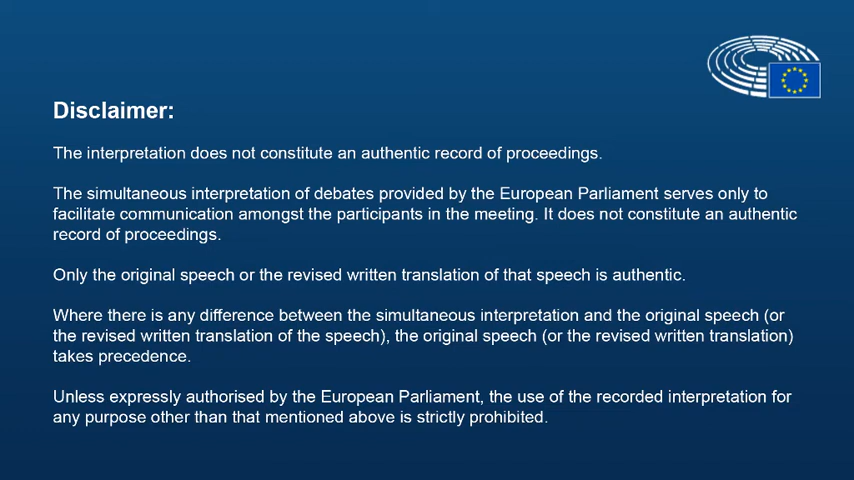 Disclaimer:
The interpretation does not constitute an authentic record of proceedings.
The simultaneous interpretation of debates provided by the European Parliament serves only to
facilitate communication amongst the participants in the meeting. It does not constitute an authentic
record of proceedings.
Only the original speech or the revised written translation of that speech is authentic.
Where there is any difference between the simultaneous interpretation and the original speech (or
the revised written translation of the speech), the original speech (or the revised written translation)
takes precedence.
Unless expressly authorised by the European Parliament, the use of the recorded interpretation for
any purpose other than that mentioned above is strictly prohibited.